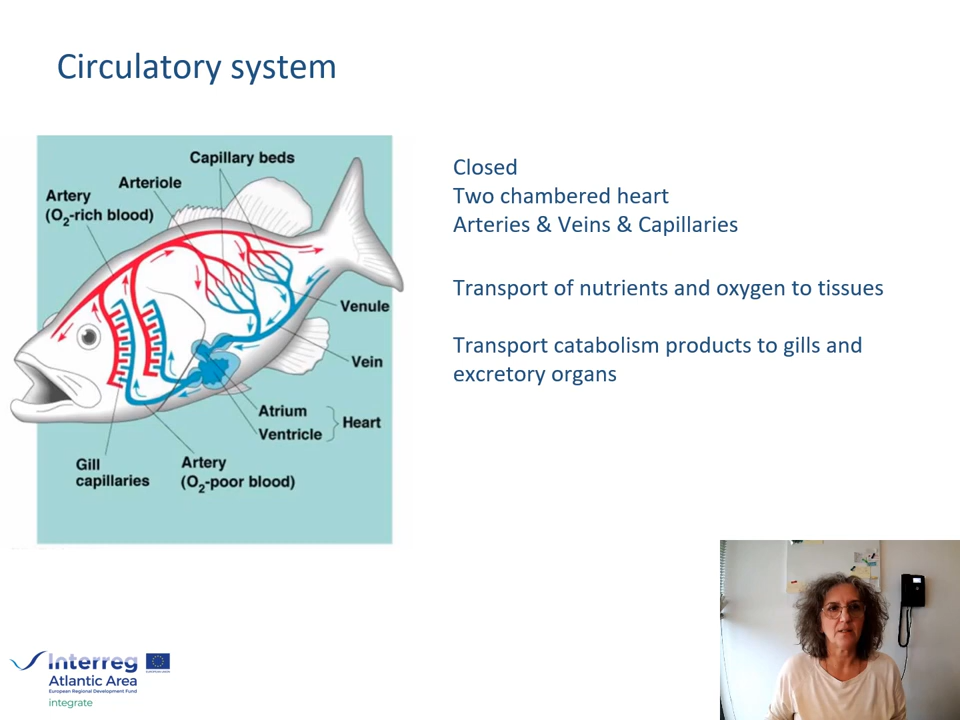 Circulatory system
Capillary beds
Arteriole
Artery
(O2-rich blood)
Venule
Vein
Atrium
Ventricle
Heart
Gill
capillaries
Artery
(O2-poor blood)
Closed
Two chambered heart
Arteries & Veins & Capillaries
Transport of nutrients and oxygen to tissues
Transport catabolism products to gills and
excretory organs
Interreg
Atlantic Area
European Regional Development Fund
integrate